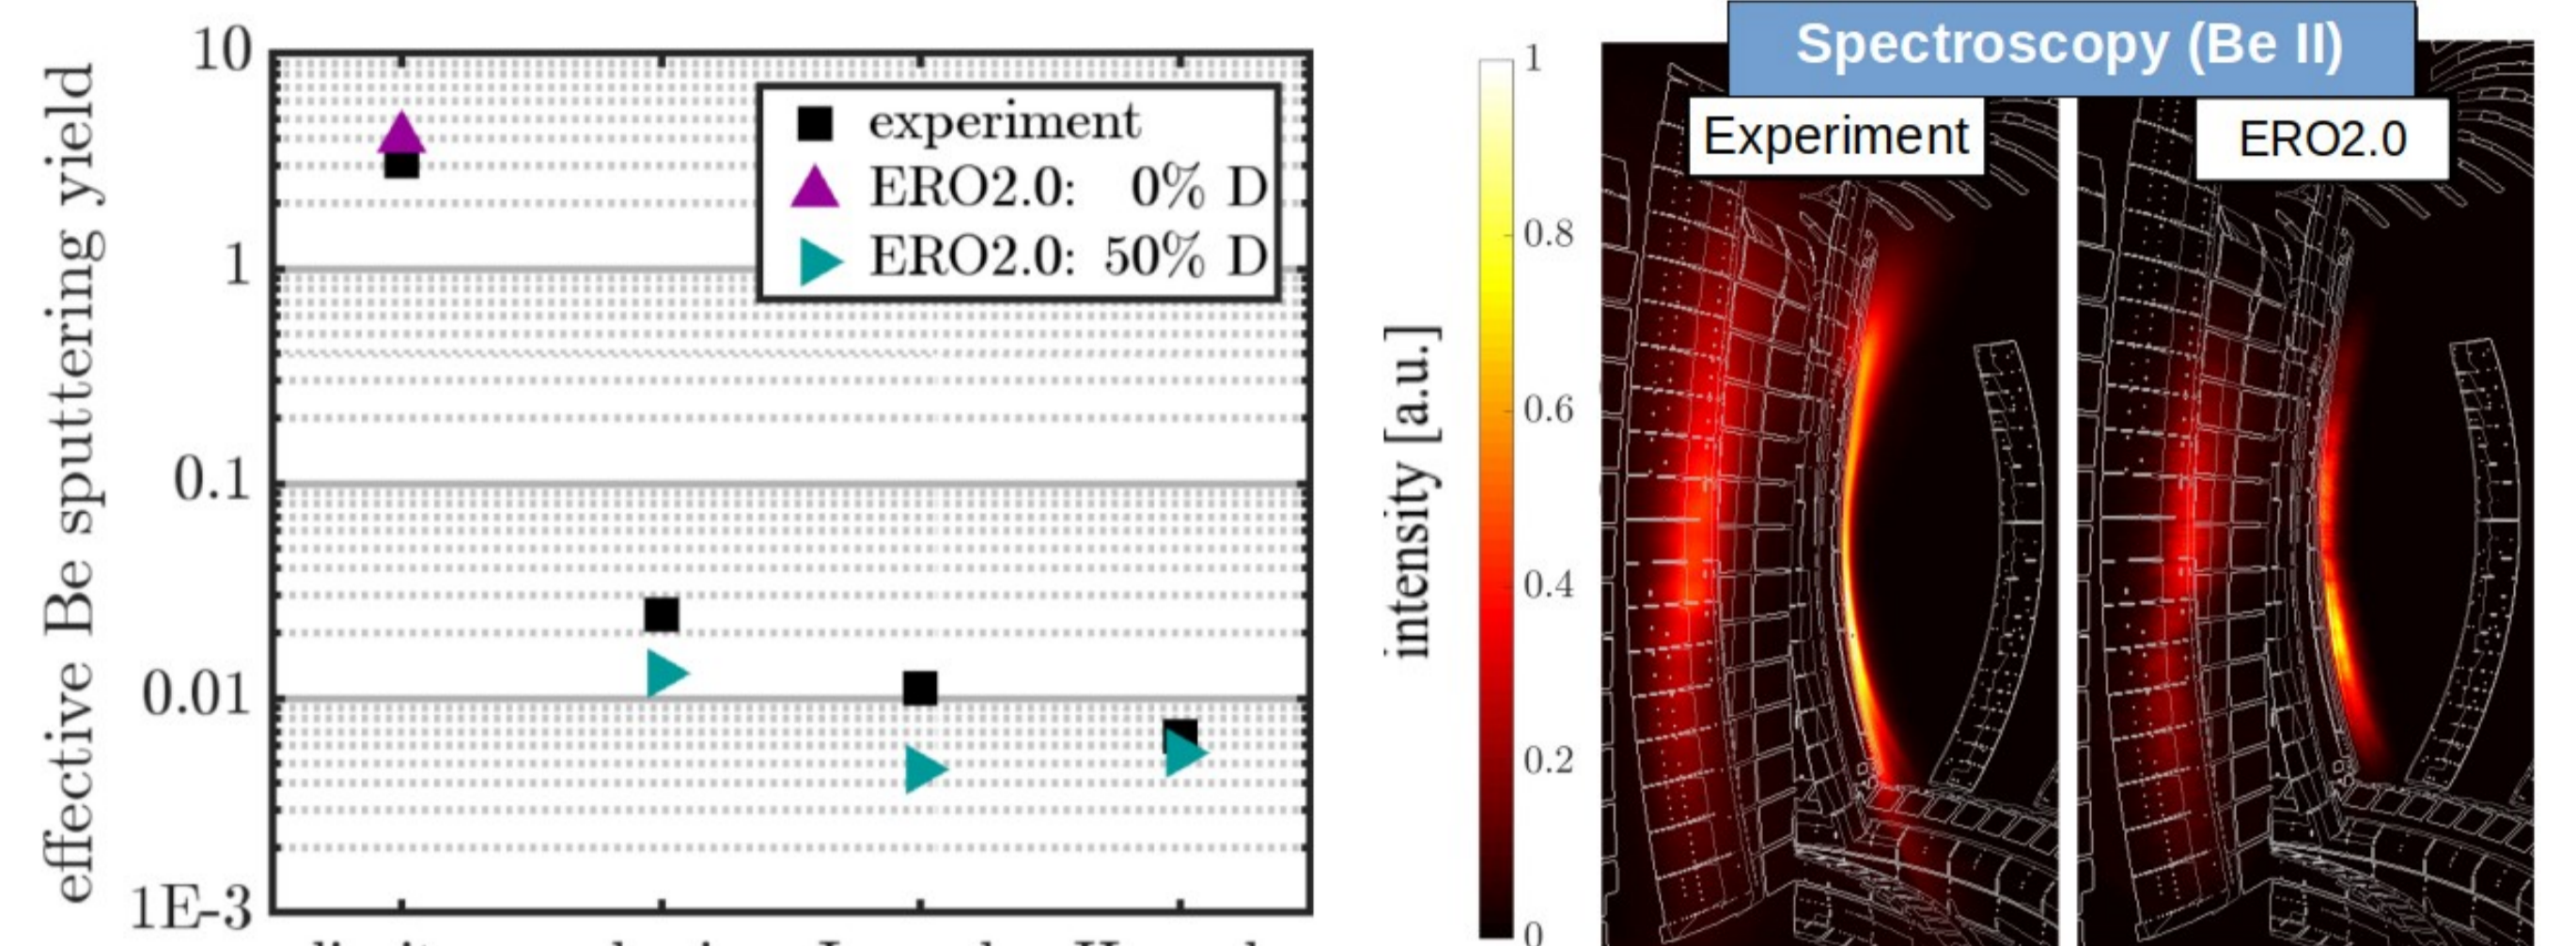 effective Be sputtering yield
10
1
0.1
0.01
1E-3
experiment
ERO2.0: 0% D
ERO2.0: 50% D
intensity [a.u.]
1
0.8
0.6
0.4
0.2
0
Spectroscopy (Be II)
Experiment
ERO2.0